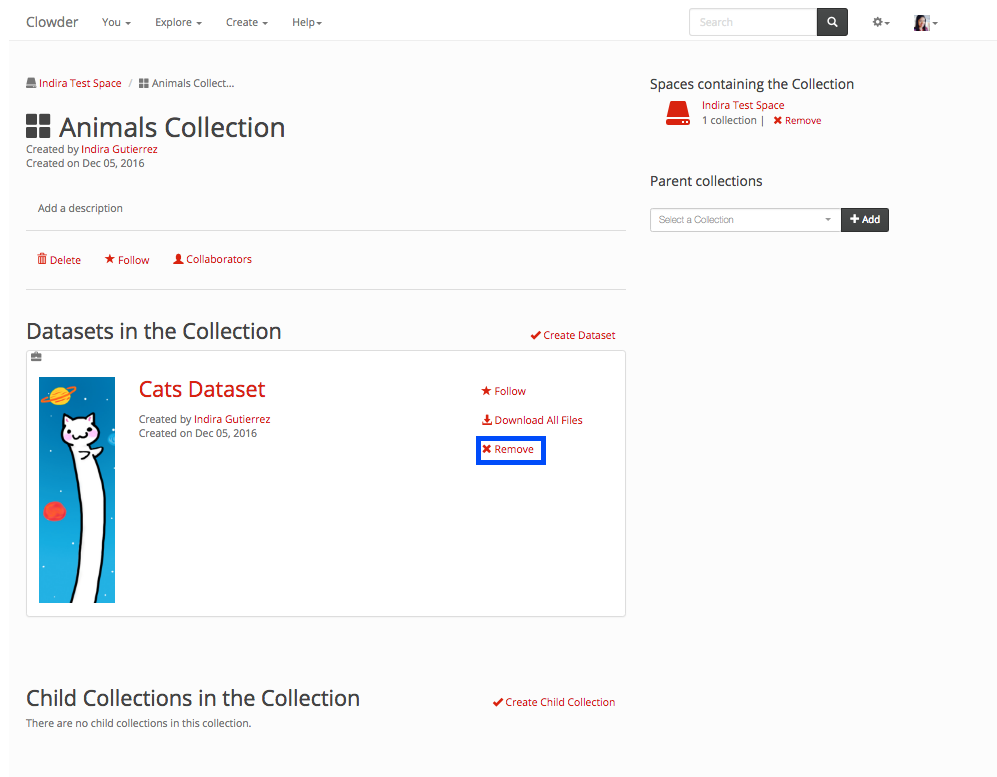 Clowder You Explore Create Help Search
Indira Test Space / Animals Collect...
Animals Collection
Created by Indira Gutierrez
Created on Dec 05, 2016
Add a description
Delete Follow Collaborators
Datasets in the Collection
Create Dataset
Cats Dataset
Created by Indira Gutierrez
Created on Dec 05, 2016
Follow
Download All Files
Remove
Child Collections in the Collection
Create Child Collection
There are no child collections in this collection.
Spaces containing the Collection
Indira Test Space
1 collection | Remove
Parent collections
Select a Collection
Add